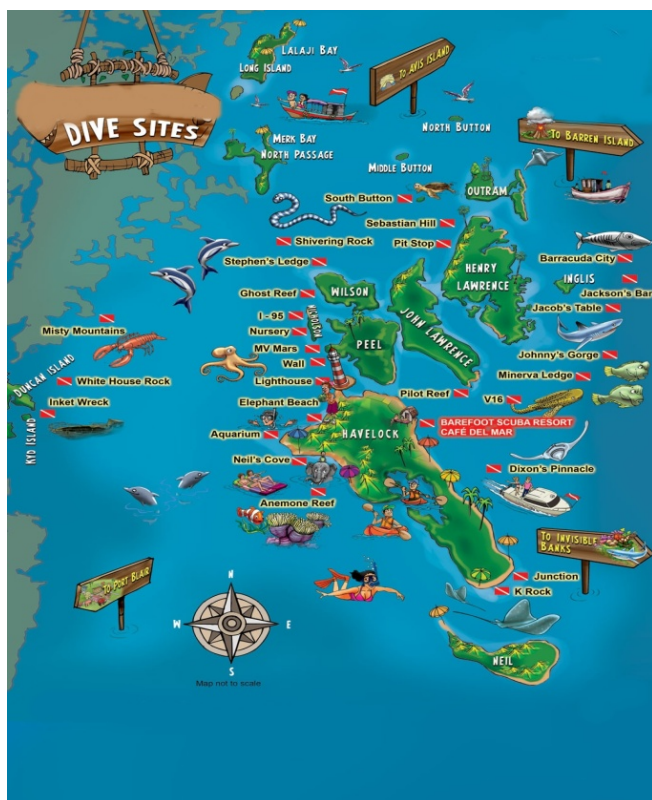 LALAJI BAY
LONG ISLAND
TO AVIS ISLAND
DIVE SITES
NORTH BUTTON
TO BARREN ISLAND
MERK BAY
NORTH PASSAGE
MIDDLE BUTTON
OUTRAM
South Button
Sebastian Hill
Shivering Rock
Pit Stop
Barracuda City
Stephen's Ledge
HENRY
LAWRENCE
INGLIS
WILSON
Ghost Reef
Jackson's Bar
NICHOLSON
JOHN LAWRENCE
Jacob's Table
I - 95
Misty Mountains
Nursery
PEEL
MV Mars
Johnny's Gorge
Wall
DUNCAN ISLAND
White House Rock
Lighthouse
Minerva Ledge
Pilot Reef
V16
Inket Wreck
Elephant Beach
KYD ISLAND
BAREFOOT SCUBA RESORT
CAFÉ DEL MAR
Aquarium
HAVELOCK
Neil's Cove
Dixon's Pinnacle
Anemone Reef
TO INVISIBLE
BANKS
TO PORT BLAIR
Junction
K Rock
N
W
E
S
NEIL
Map not to scale